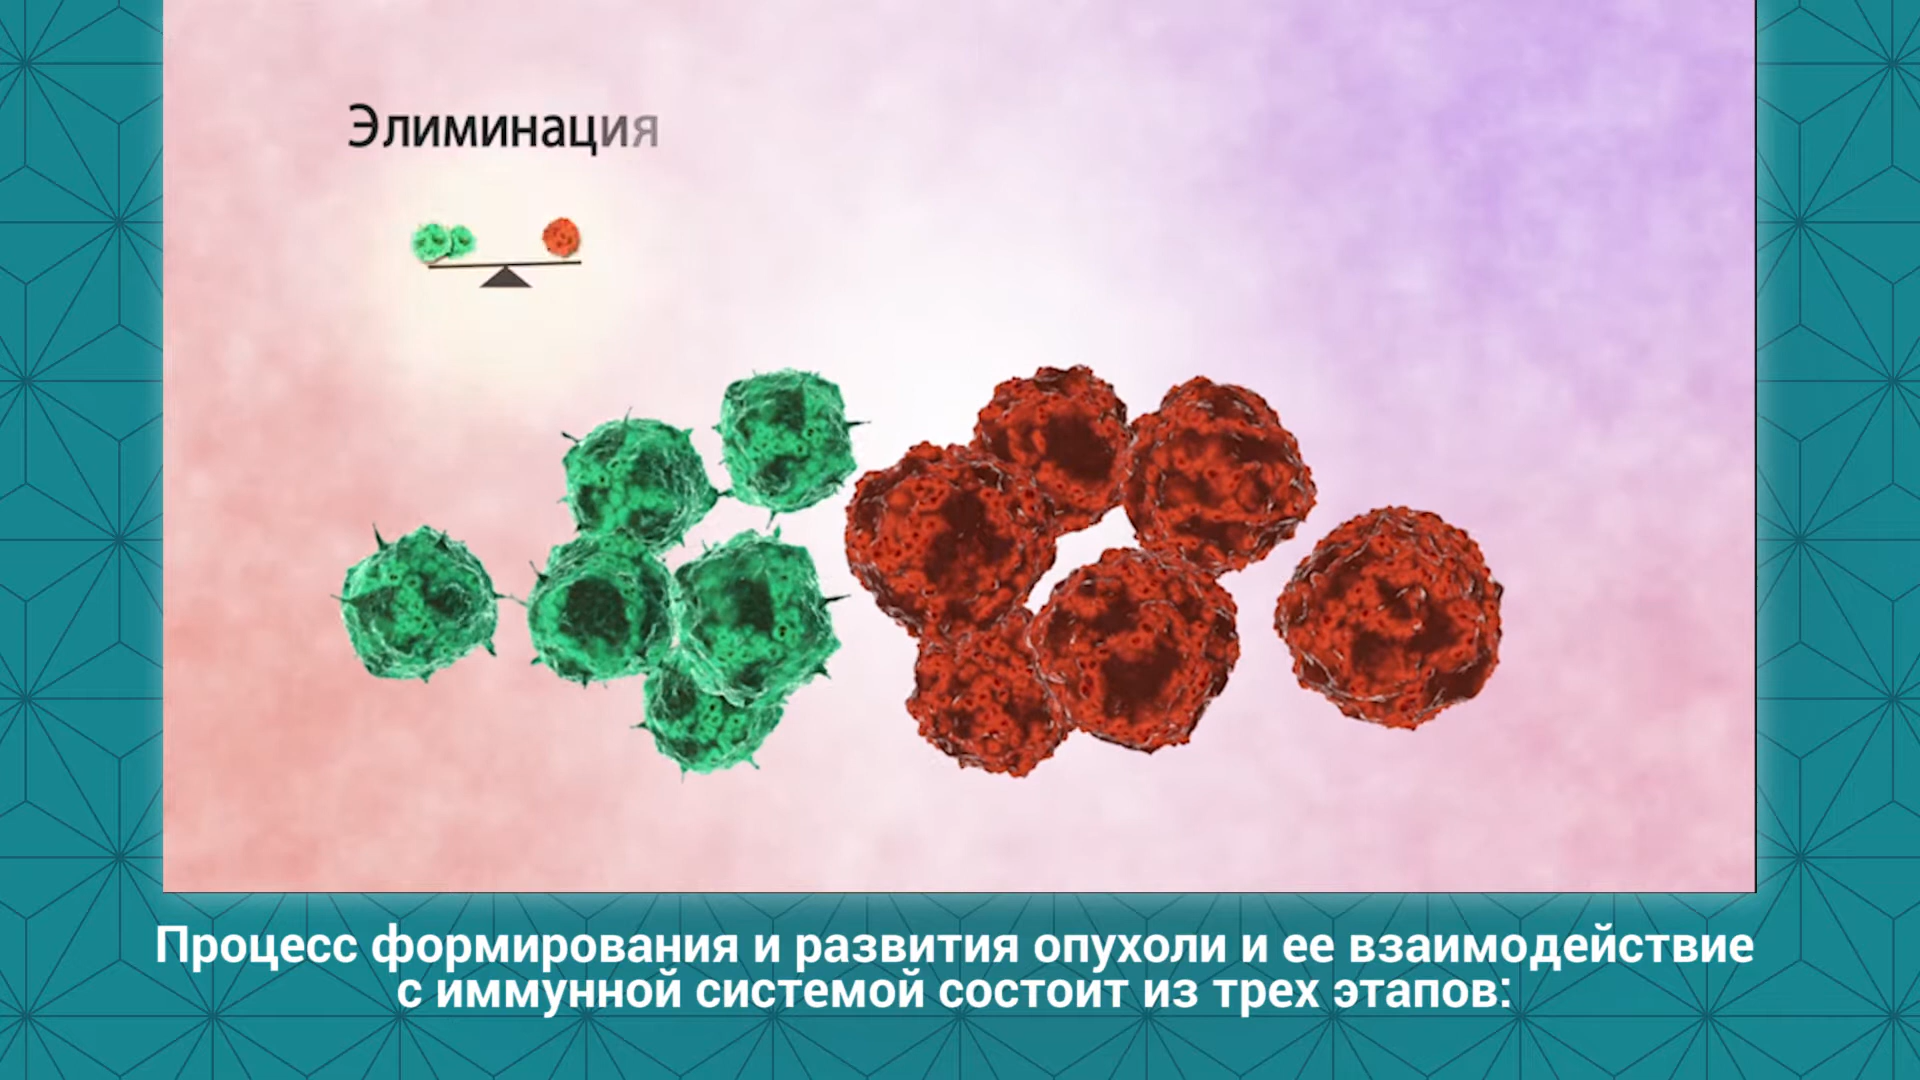 Элиминация
Процесс формирования и развития опухоли и ее взаимодействие
с иммунной системой состоит из трех этапов: